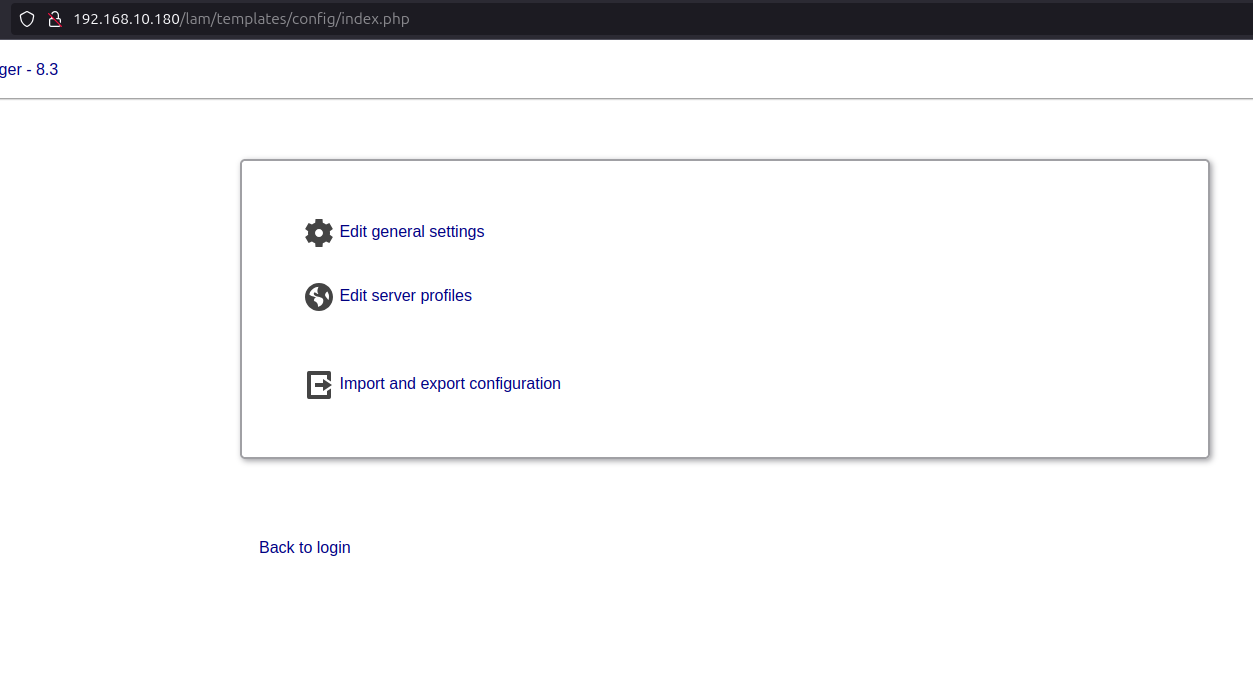 192.168.10.180/lam/templates/config/index.php
ger - 8.3
Edit general settings
Edit server profiles
Import and export configuration
Back to login